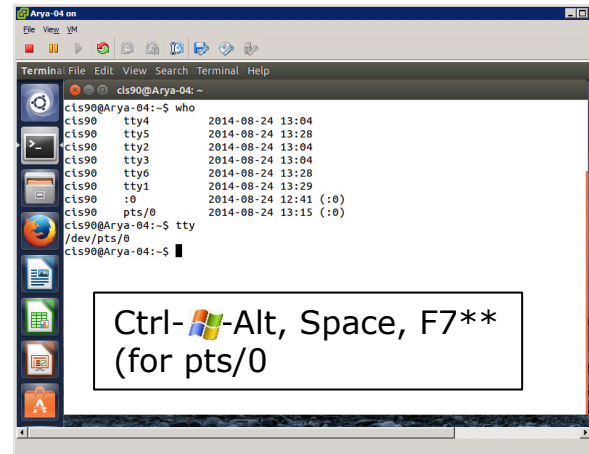 Arya-04 on
File View VM
Terminal File Edit View Search Terminal Help
cis90@Arya-04: ~
cis90@Arya-04:~$ who
cis90 tty4 2014-08-24 13:04
cis90 tty5 2014-08-24 13:28
cis90 tty2 2014-08-24 13:04
cis90 tty3 2014-08-24 13:04
cis90 tty6 2014-08-24 13:28
cis90 tty1 2014-08-24 13:29
cis90 :0 2014-08-24 12:41 (:0)
cis90 pts/0 2014-08-24 13:15 (:0)
cis90@Arya-04:~$ tty
/dev/pts/0
cis90@Arya-04:~$
Ctrl- -Alt, Space, F7**
(for pts/0